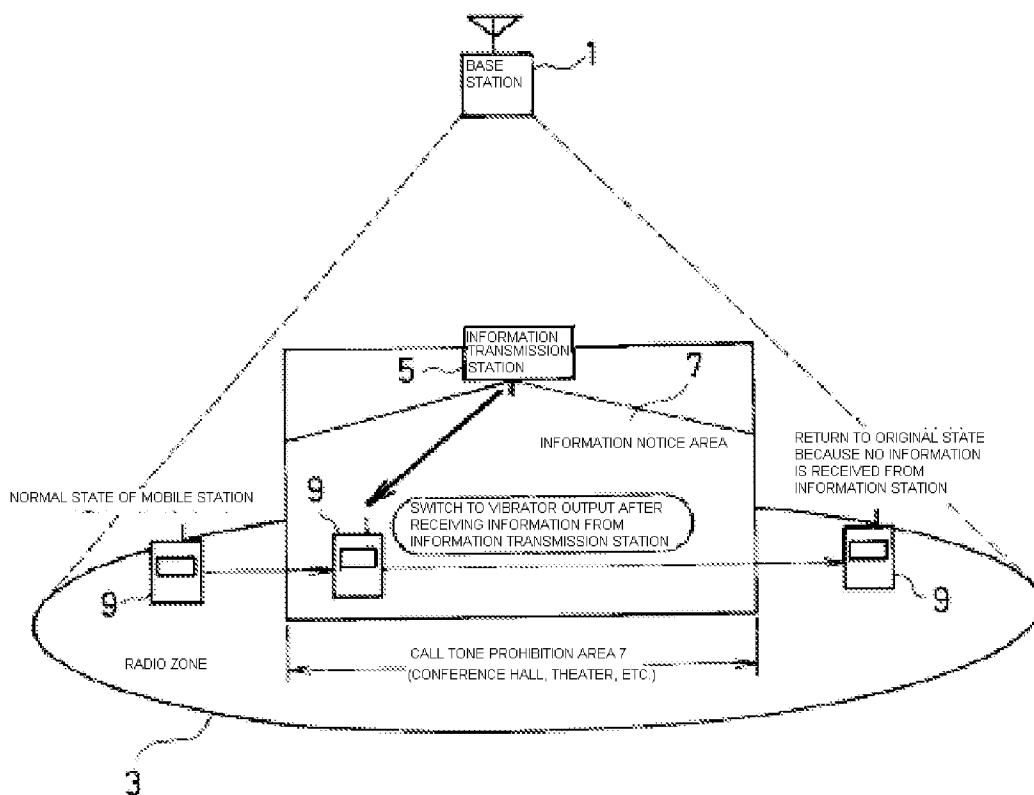 BASE
STATION
1
INFORMATION
TRANSMISSION
STATION
5
7
INFORMATION NOTICE AREA
RETURN TO ORIGINAL STATE
BECAUSE NO INFORMATION
IS RECEIVED FROM
INFORMATION STATION
NORMAL STATE OF MOBILE STATION
9
SWITCH TO VIBRATOR OUTPUT AFTER
RECEIVING INFORMATION FROM
INFORMATION TRANSMISSION STATION
9
9
RADIO ZONE
CALL TONE PROHIBITION AREA 7
(CONFERENCE HALL, THEATER, ETC.)
3